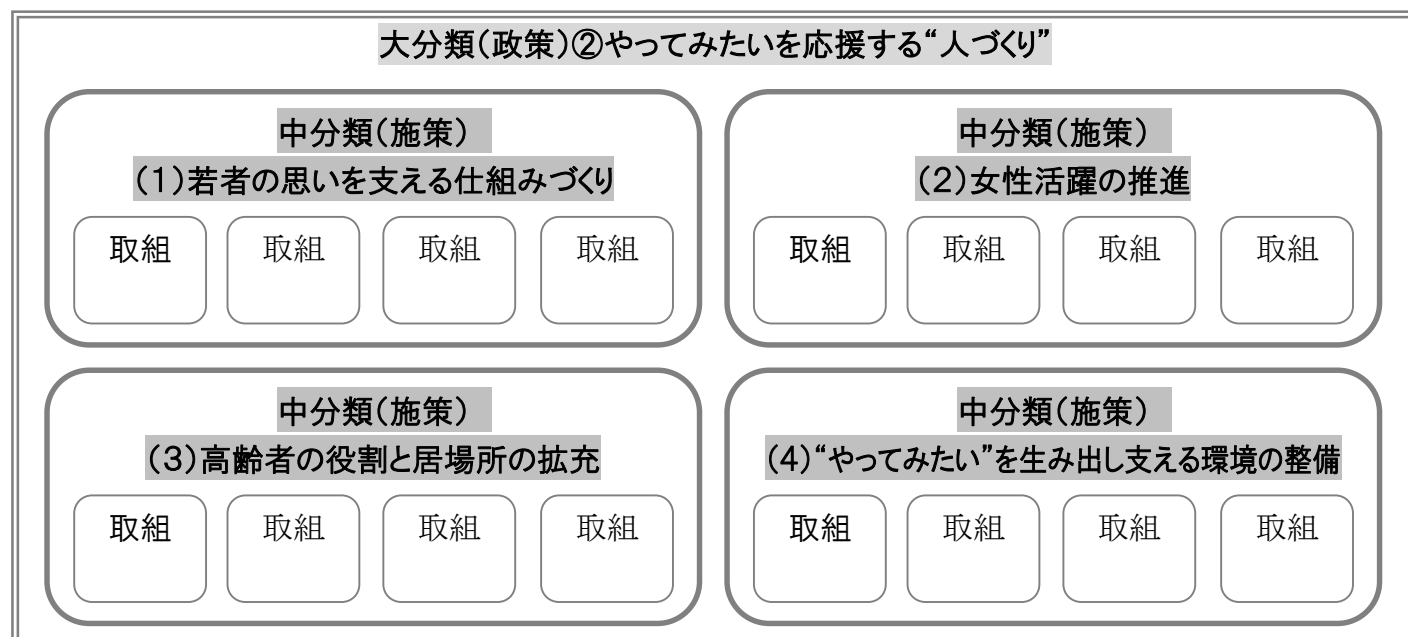 大分類(政策)②やってみたいを応援する“人づくり”
中分類(施策)
(1)若者の思いを支える仕組みづくり
取組 取組 取組 取組
中分類(施策)
(2)女性活躍の推進
取組 取組 取組 取組
中分類(施策)
(3)高齢者の役割と居場所の拡充
取組 取組 取組 取組
中分類(施策)
(4)“やってみたい”を生み出し支える環境の整備
取組 取組 取組 取組